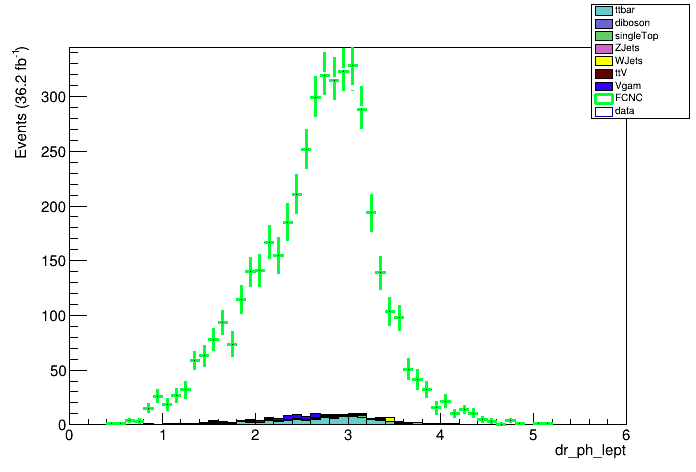 ttbar
diboson
singleTop
ZJets
WJets
ttV
Vgam
FCNC
data
Events (36.2 fb⁻¹)
300
250
200
150
100
50
0
0 1 2 3 4 5 6
dr_ph_lept